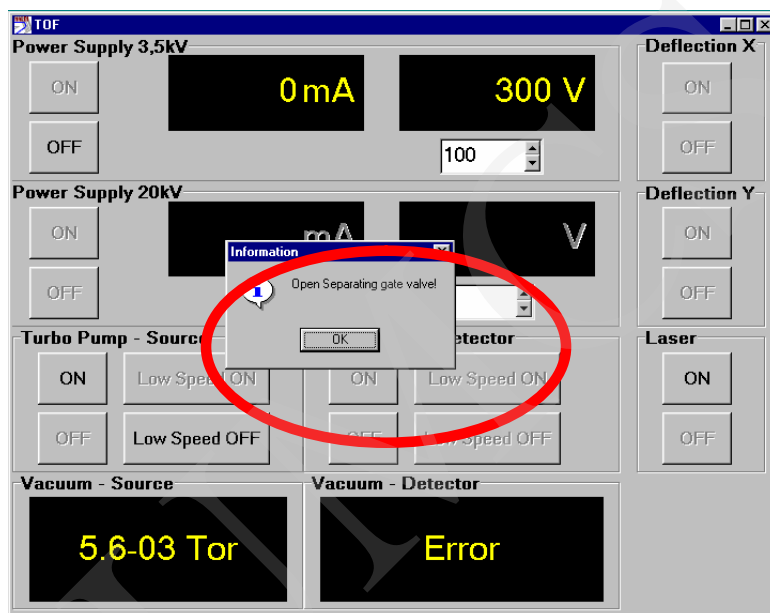 TOF
Power Supply 3,5kV
Deflection X
ON
0 mA
300 V
ON
OFF
100
OFF
Power Supply 20kV
Deflection Y
ON
mA
V
ON
Information
Open Separating gate valve!
OFF
OFF
OK
Turbo Pump - Source
etector
Laser
ON
Low Speed ON
ON
Low Speed ON
ON
OFF
Low Speed OFF
OFF
Low Speed OFF
OFF
Vacuum - Source
Vacuum - Detector
5.6-03 Tor
Error